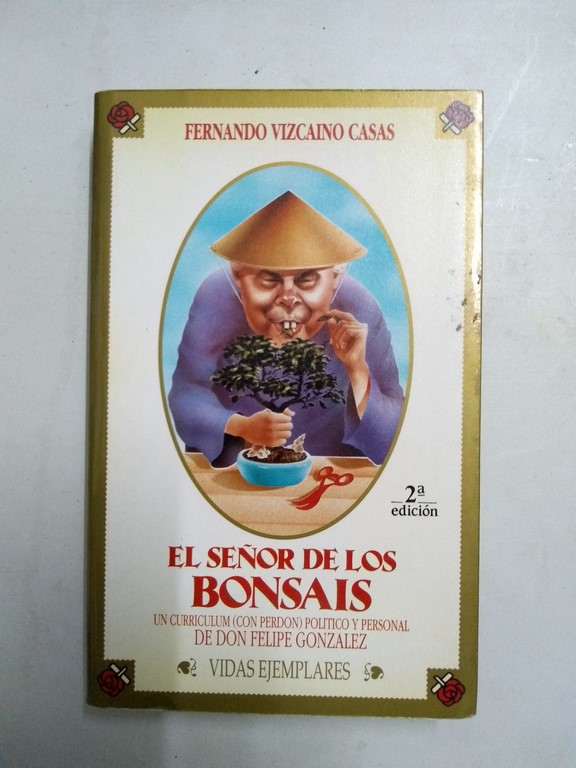 FERNANDO VIZCAINO CASAS
2ª
edición
EL SEÑOR DE LOS
BONSAIS
UN CURRICULUM (CON PERDON) POLITICO Y PERSONAL
DE DON FELIPE GONZALEZ
VIDAS EJEMPLARES